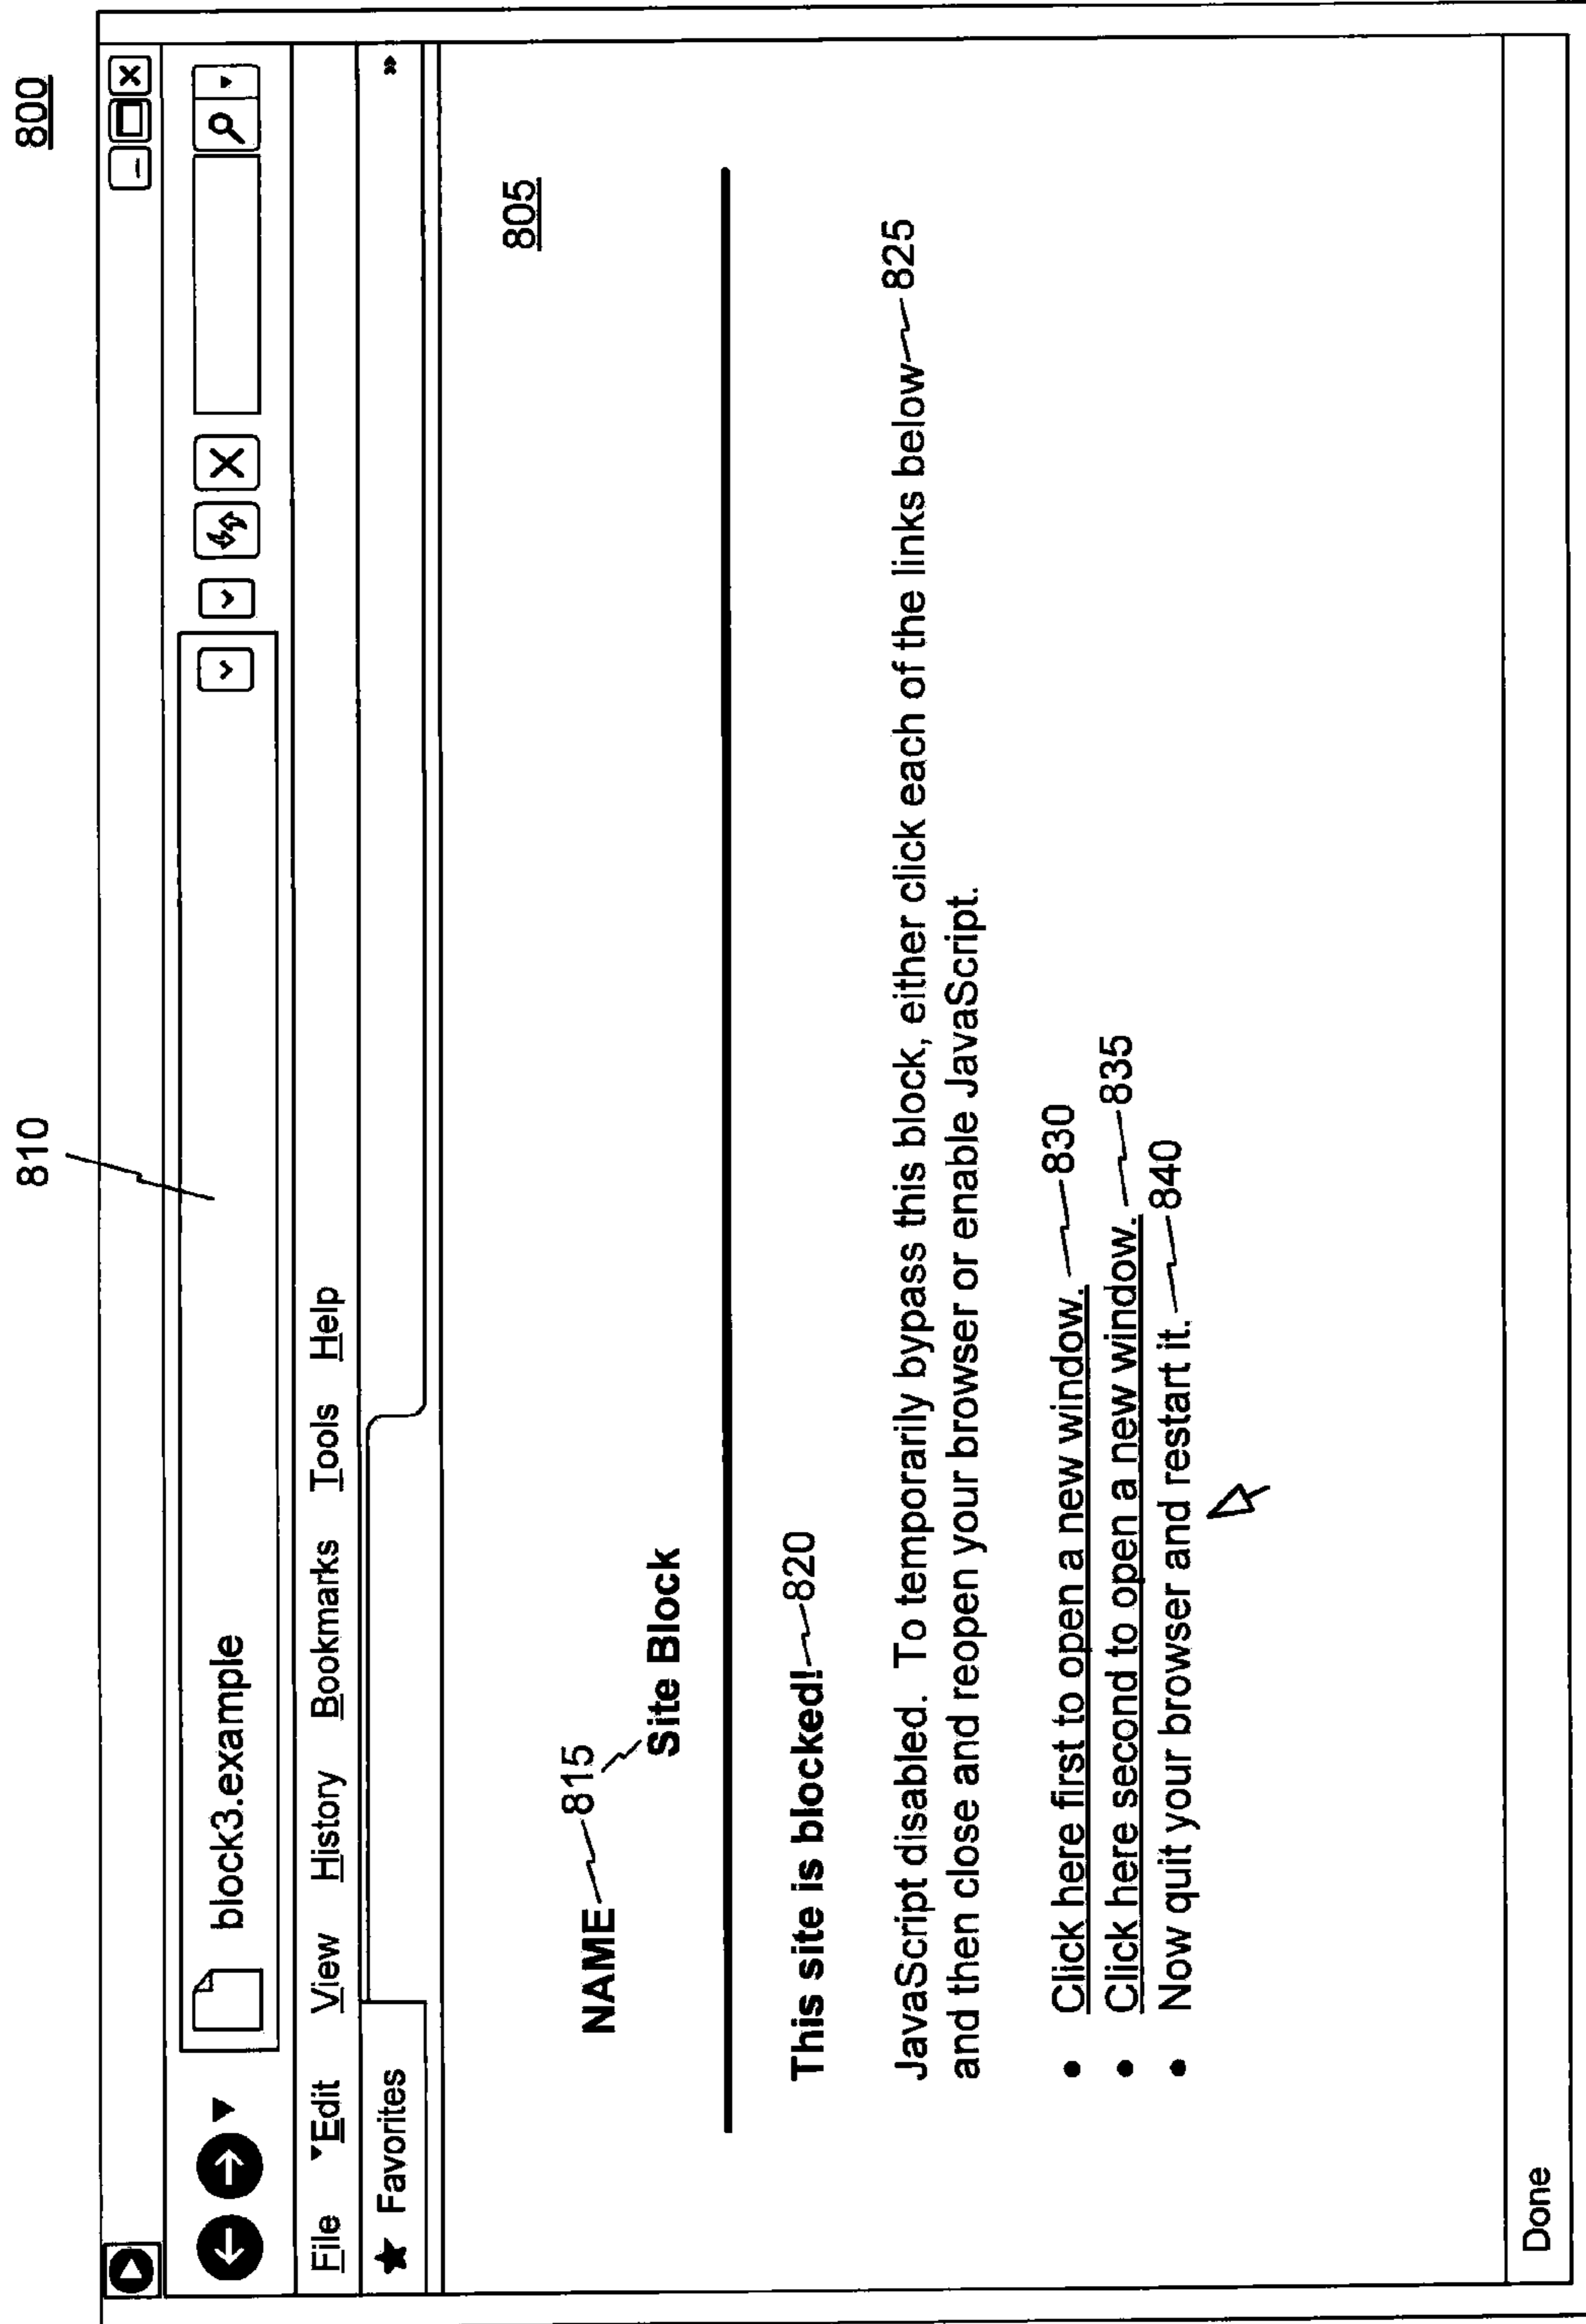 800
810
block3.example
File Edit View History Bookmarks Tools Help
Favorites »
805
NAME 815
Site Block
This site is blocked! 820
JavaScript disabled. To temporarily bypass this block, either click each of the links below 825
and then close and reopen your browser or enable JavaScript.
• Click here first to open a new window. 830
• Click here second to open a new window. 835
• Now quit your browser and restart it. 840
Done